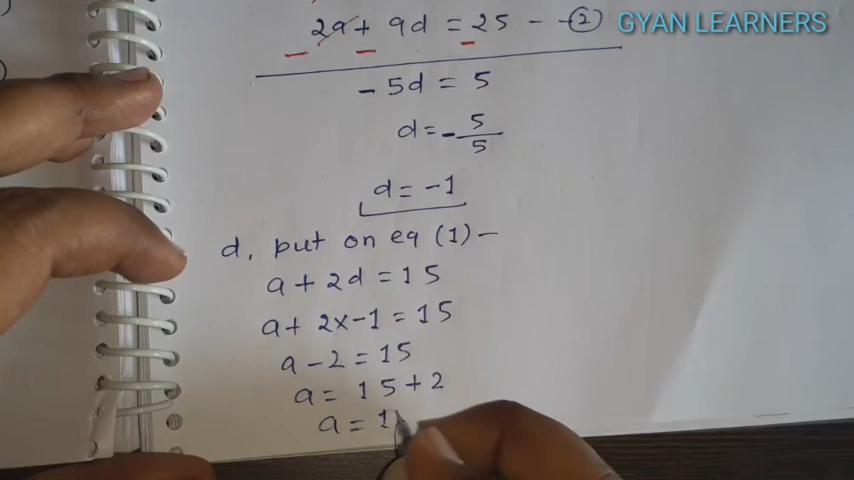 2a + 9d = 25 - - (2)
GYAN LEARNERS
- 5d = 5
d = - 5/5
d = -1
d, put on eq (1) -
a + 2d = 15
a + 2x-1 = 15
a - 2 = 15
a = 15 + 2
a = 1